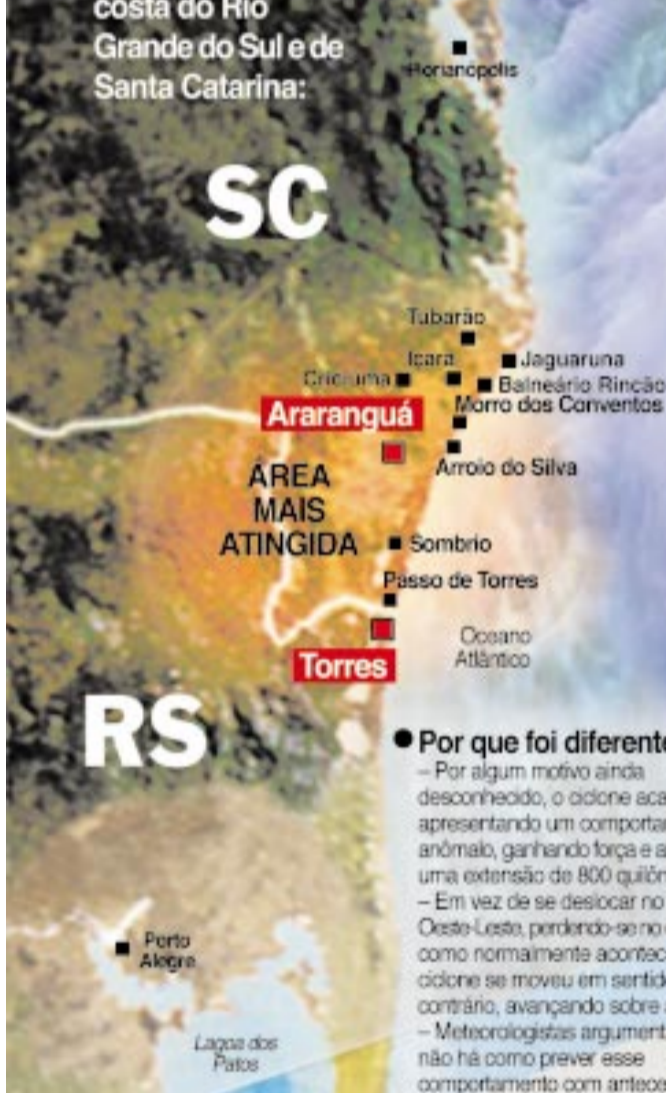 costa do Rio
Grande do Sul e de
Santa Catarina:
Florianópolis
SC
Tubarão
Içara
Jaguaruna
Criciúma
Balneário Rincão
Araranguá
Morro dos Conventos
Arroio do Silva
ÁREA
MAIS
ATINGIDA
Sombrio
Passo de Torres
Oceano
Atlântico
Torres
RS
Porto
Alegre
Lagoa dos
Patos
Por que foi diferente
– Por algum motivo ainda
desconhecido, o ciclone aca
apresentando um comporta
anômalo, ganhando força e a
uma extensão de 800 quilôn
– Em vez de se deslocar no
Oeste-Leste, perdendo-se no
como normalmente acontec
ciclone se moveu em sentid
contrário, avançando sobre
– Meteorologistas argument
não há como prever esse
comportamento com antece